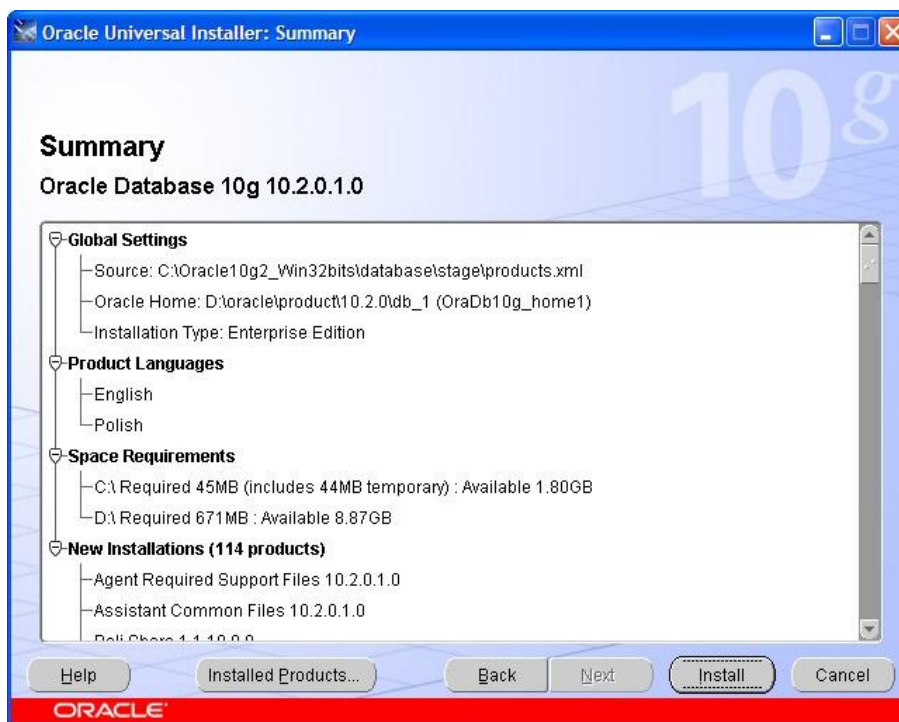 Oracle Universal Installer: Summary
10g
Summary
Oracle Database 10g 10.2.0.1.0
Global Settings
Source: C:\Oracle10g2_Win32bits\database\stage\products.xml
Oracle Home: D:\oracle\product\10.2.0\db_1 (OraDb10g_home1)
Installation Type: Enterprise Edition
Product Languages
English
Polish
Space Requirements
C:\ Required 45MB (includes 44MB temporary) : Available 1.80GB
D:\ Required 671MB : Available 8.87GB
New Installations (114 products)
Agent Required Support Files 10.2.0.1.0
Assistant Common Files 10.2.0.1.0
Help
Installed Products...
Back
Next
Install
Cancel
ORACLE